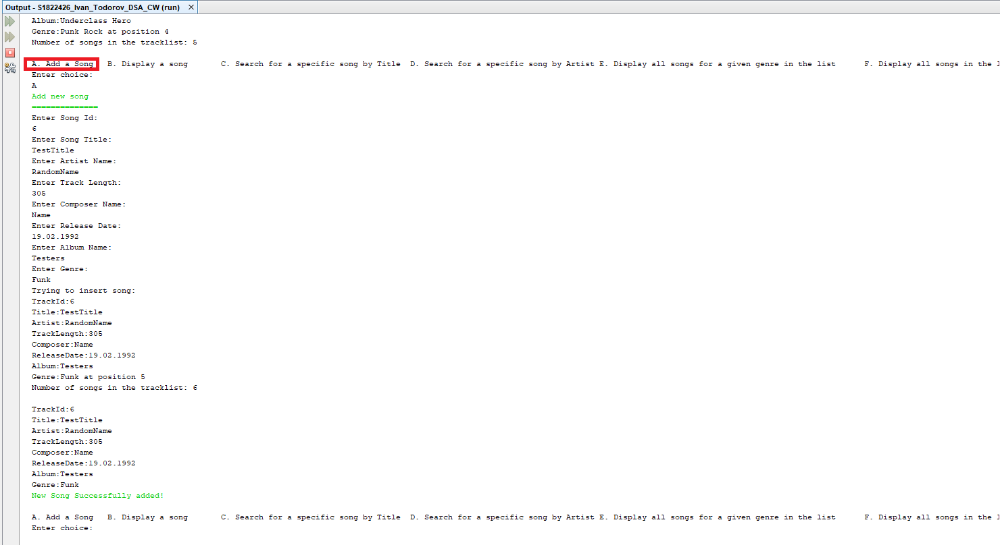 Output - S1822426_Ivan_Todorov_DSA_CW (run)
Album:Underclass Hero
Genre:Punk Rock at position 4
Number of songs in the tracklist: 5
A. Add a Song B. Display a song C. Search for a specific song by Title D. Search for a specific song by Artist E. Display all songs for a given genre in the list F. Display all songs in the
Enter choice:
A
Add new song
==============
Enter Song Id:
6
Enter Song Title:
TestTitle
Enter Artist Name:
RandomName
Enter Track Length:
305
Enter Composer Name:
Name
Enter Release Date:
19.02.1992
Enter Album Name:
Testers
Enter Genre:
Funk
Trying to insert song:
TrackId:6
Title:TestTitle
Artist:RandomName
TrackLength:305
Composer:Name
ReleaseDate:19.02.1992
Album:Testers
Genre:Funk at position 5
Number of songs in the tracklist: 6
TrackId:6
Title:TestTitle
Artist:RandomName
TrackLength:305
Composer:Name
ReleaseDate:19.02.1992
Album:Testers
Genre:Funk
New Song Successfully added!
A. Add a Song B. Display a song C. Search for a specific song by Title D. Search for a specific song by Artist E. Display all songs for a given genre in the list F. Display all songs in the
Enter choice: